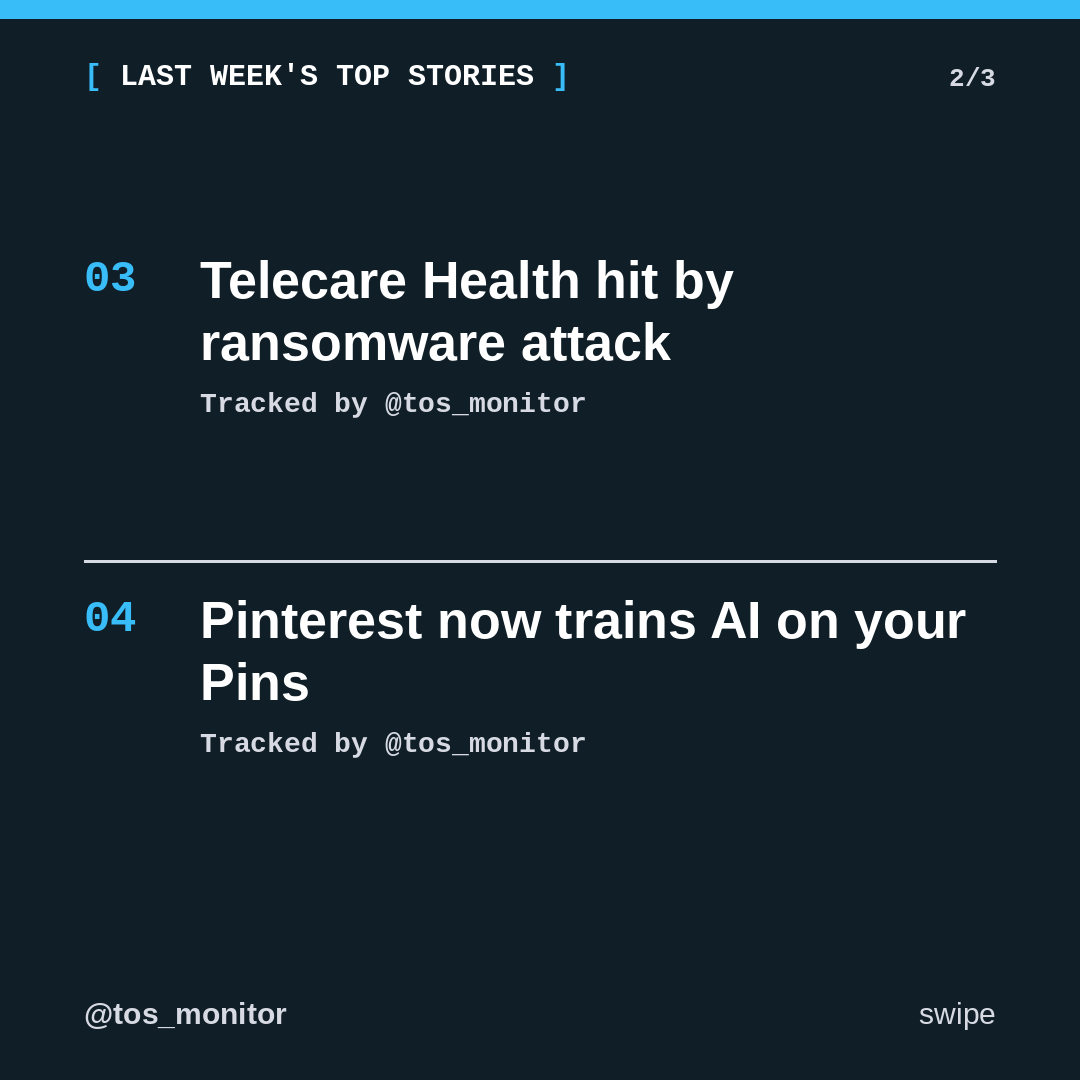 [ LAST WEEK'S TOP STORIES ]
2/3
03
Telecare Health hit by
ransomware attack
Tracked by @tos_monitor
04
Pinterest now trains AI on your
Pins
Tracked by @tos_monitor
@tos_monitor
swipe